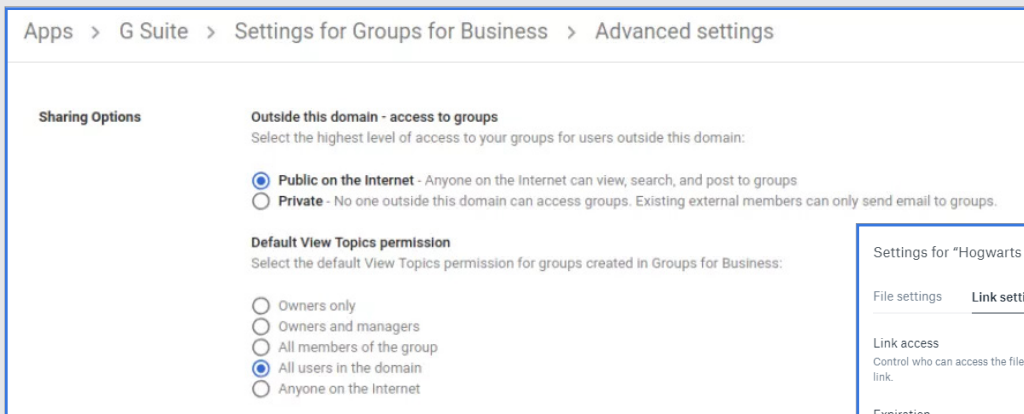 Apps > G Suite > Settings for Groups for Business > Advanced settings
Sharing Options
Outside this domain - access to groups
Select the highest level of access to your groups for users outside this domain:
Public on the Internet - Anyone on the Internet can view, search, and post to groups
Private - No one outside this domain can access groups. Existing external members can only send email to groups.
Default View Topics permission
Select the default View Topics permission for groups created in Groups for Business:
Owners only
Owners and managers
All members of the group
All users in the domain
Anyone on the Internet
Settings for “Hogwarts
File settings Link setti
Link access
Control who can access the file
link.
Expiration